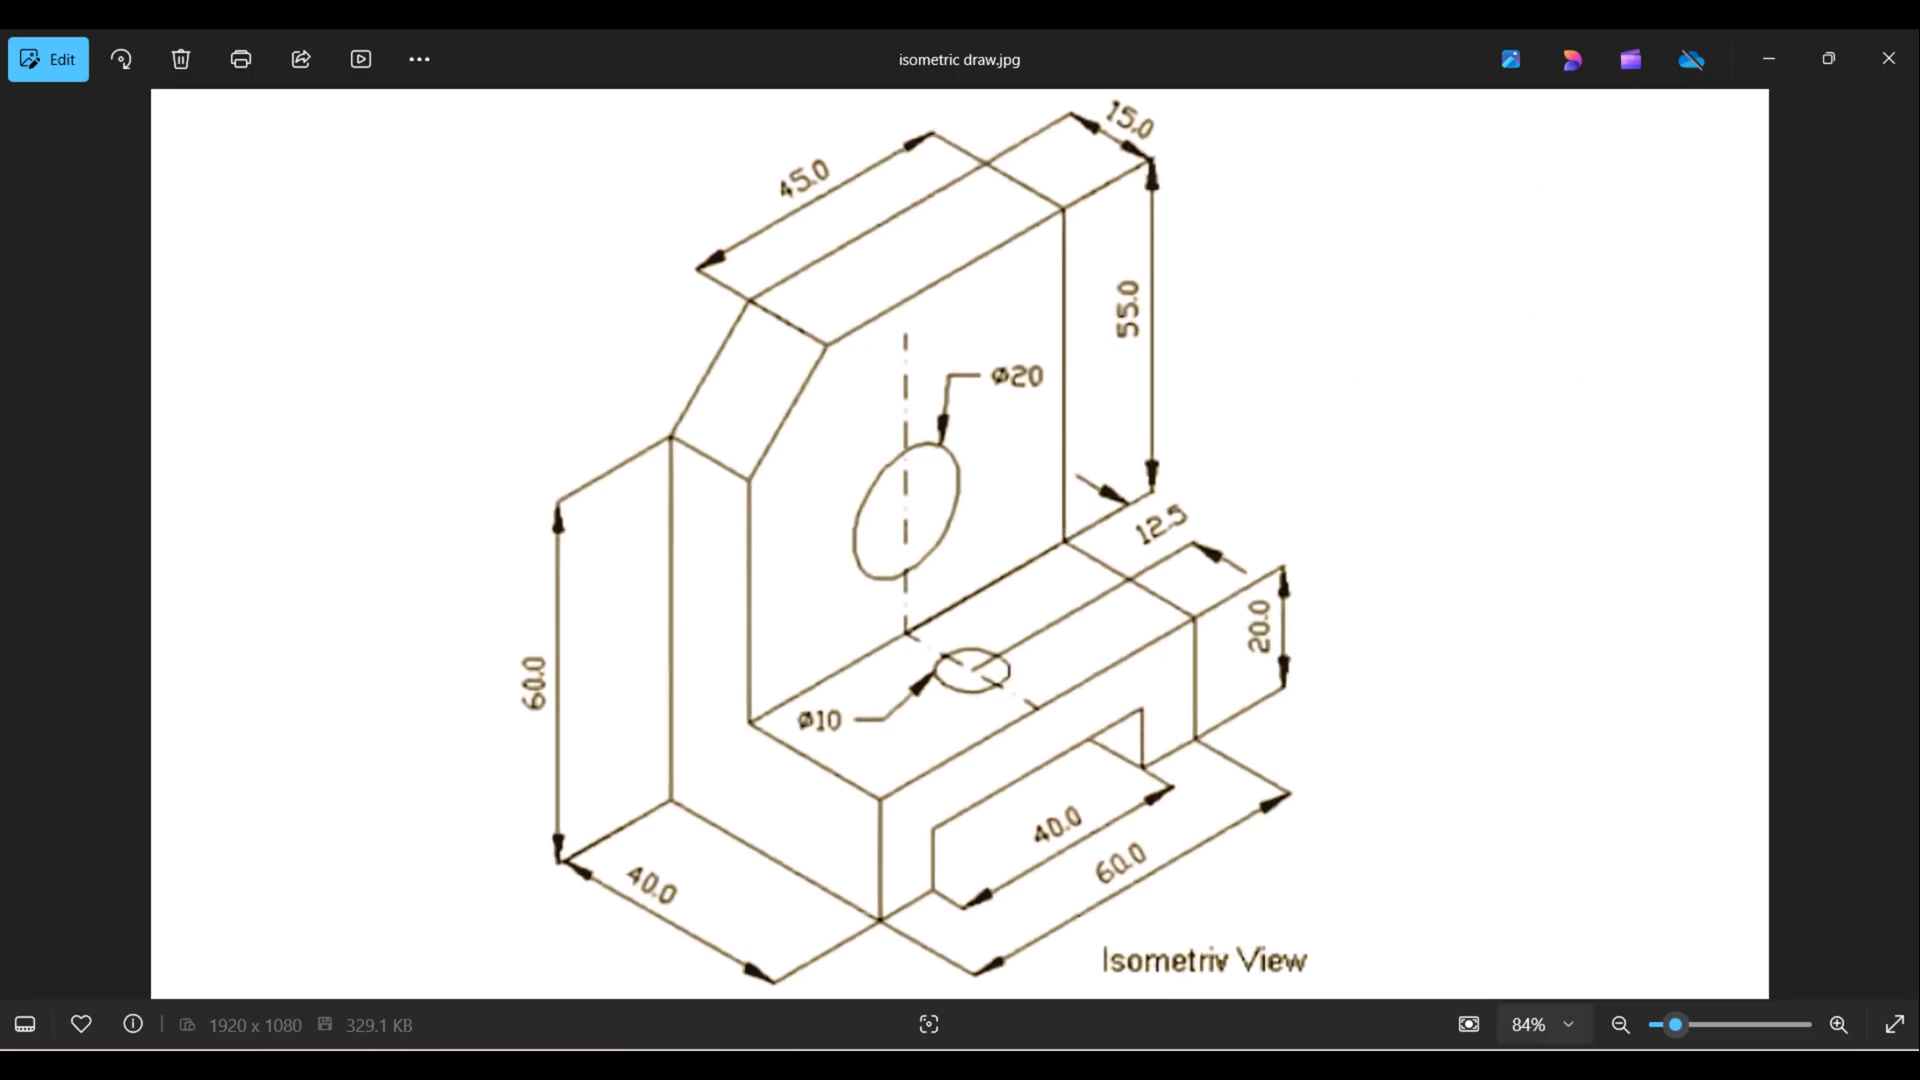 Edit
isometric draw.jpg
15.0
45.0
55.0
ø20
12.5
20.0
60.0
ø10
40.0
60.0
40.0
Isometriv View
1920 x 1080
329.1 KB
84%